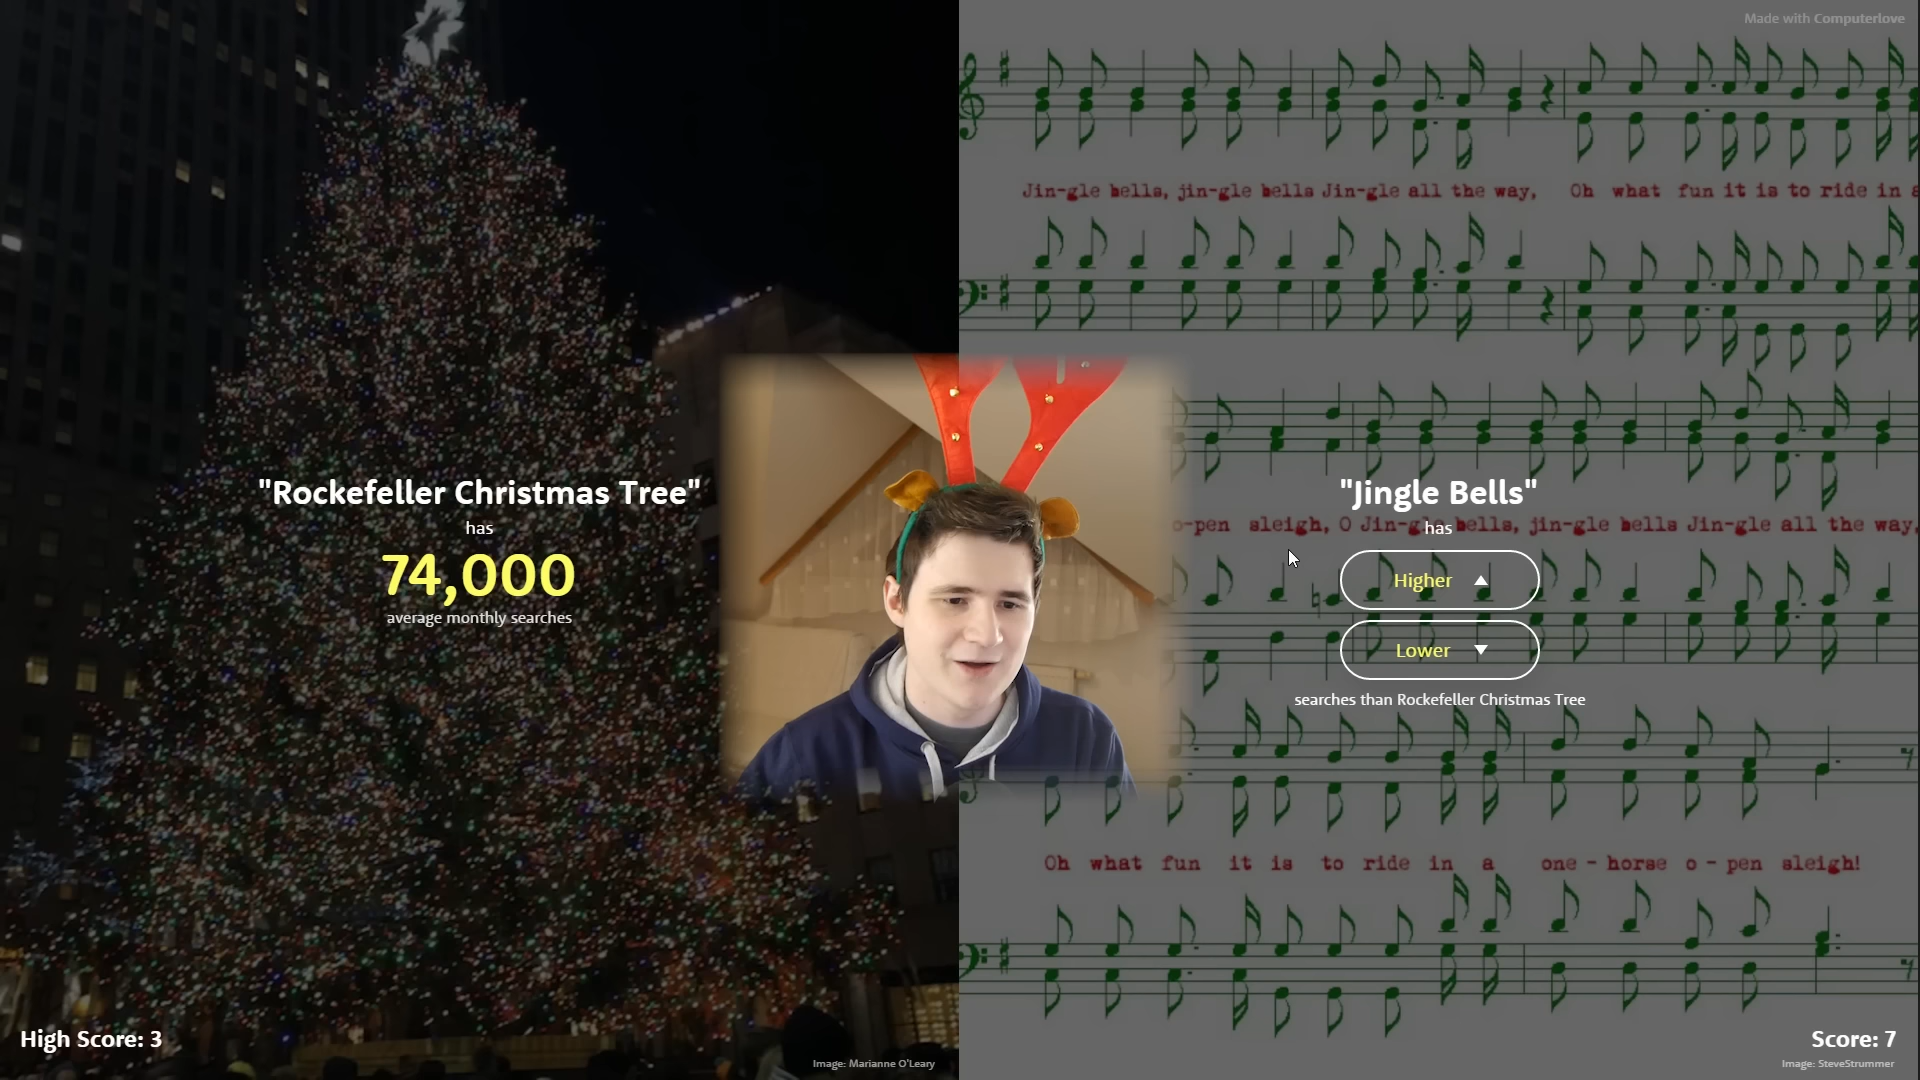 Made with Computerlove
Jin-gle bells, jin-gle bells Jin-gle all the way, Oh what fun it is to ride in a
"Rockefeller Christmas Tree"
has
74,000
average monthly searches
"Jingle Bells"
o-pen sleigh, O Jin-gle bells, jin-gle bells Jin-gle all the way,
has
Higher
Lower
searches than Rockefeller Christmas Tree
Oh what fun it is to ride in a one - horse o - pen sleigh!
High Score: 3
Score: 7
Image: Marianne O'Leary
Image: SteveStrummer